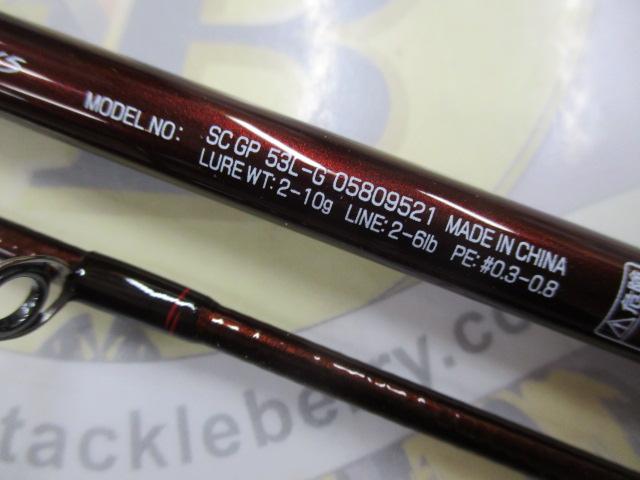 MODEL.NO: SC GP 53L-G 05809521 MADE IN CHINA
LURE WT: 2-10g LINE: 2-6lb PE: #0.3-0.8
tackleberry.co